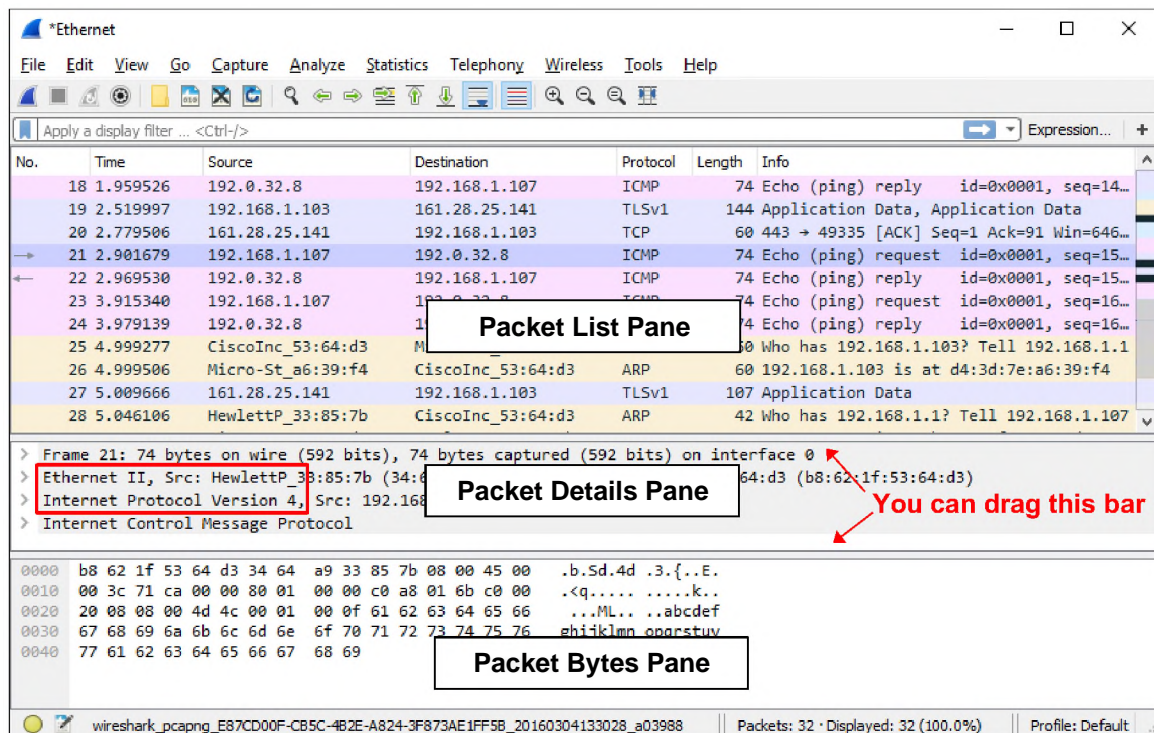 *Ethernet
File Edit View Go Capture Analyze Statistics Telephony Wireless Tools Help
Apply a display filter ... <Ctrl-/> Expression... +
No. Time Source Destination Protocol Length Info
18 1.959526 192.0.32.8 192.168.1.107 ICMP 74 Echo (ping) reply id=0x0001, seq=14…
19 2.519997 192.168.1.103 161.28.25.141 TLSv1 144 Application Data, Application Data
20 2.779506 161.28.25.141 192.168.1.103 TCP 60 443 → 49335 [ACK] Seq=1 Ack=91 Win=646…
21 2.901679 192.168.1.107 192.0.32.8 ICMP 74 Echo (ping) request id=0x0001, seq=15…
22 2.969530 192.0.32.8 192.168.1.107 ICMP 74 Echo (ping) reply id=0x0001, seq=15…
23 3.915340 192.168.1.107 192.0.32.8 ICMP 74 Echo (ping) request id=0x0001, seq=16…
24 3.979139 192.0.32.8 74 Echo (ping) reply id=0x0001, seq=16…
Packet List Pane
25 4.999277 CiscoInc_53:64:d3 60 Who has 192.168.1.103? Tell 192.168.1.1
26 4.999506 Micro-St_a6:39:f4 CiscoInc_53:64:d3 ARP 60 192.168.1.103 is at d4:3d:7e:a6:39:f4
27 5.009666 161.28.25.141 192.168.1.103 TLSv1 107 Application Data
28 5.046106 HewlettP_33:85:7b CiscoInc_53:64:d3 ARP 42 Who has 192.168.1.1? Tell 192.168.1.107
> Frame 21: 74 bytes on wire (592 bits), 74 bytes captured (592 bits) on interface 0
> Ethernet II, Src: HewlettP_33:85:7b (34:6 64:d3 (b8:62:1f:53:64:d3)
Packet Details Pane
You can drag this bar
> Internet Protocol Version 4, Src: 192.168
> Internet Control Message Protocol
0000 b8 62 1f 53 64 d3 34 64 a9 33 85 7b 08 00 45 00 .b.Sd.4d .3.{..E.
0010 00 3c 71 ca 00 00 80 01 00 00 c0 a8 01 6b c0 00 .<q..... .....k..
0020 20 08 08 00 4d 4c 00 01 00 0f 61 62 63 64 65 66 ...ML.. ..abcdef
0030 67 68 69 6a 6b 6c 6d 6e 6f 70 71 72 73 74 75 76 ghijklmn opqrstuv
0040 77 61 62 63 64 65 66 67 68 69
Packet Bytes Pane
wireshark_pcapng_E87CD00F-CB5C-4B2E-A824-3F873AE1FF5B_20160304133028_a03988 Packets: 32 · Displayed: 32 (100.0%) Profile: Default